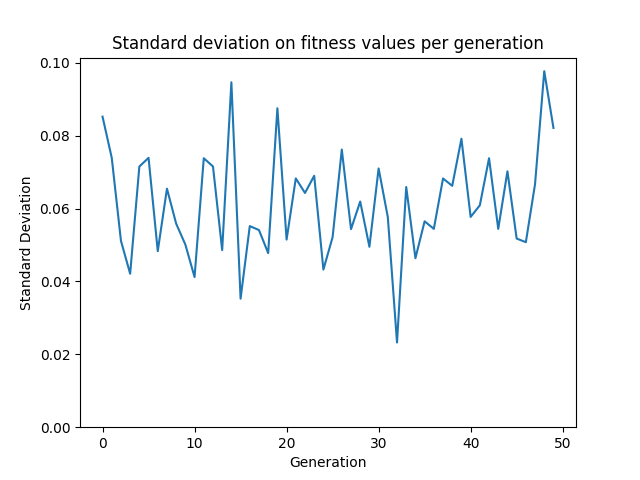 Standard deviation on fitness values per generation
0.10
0.08
0.06
0.04
0.02
0.00
Standard Deviation
0 10 20 30 40 50
Generation